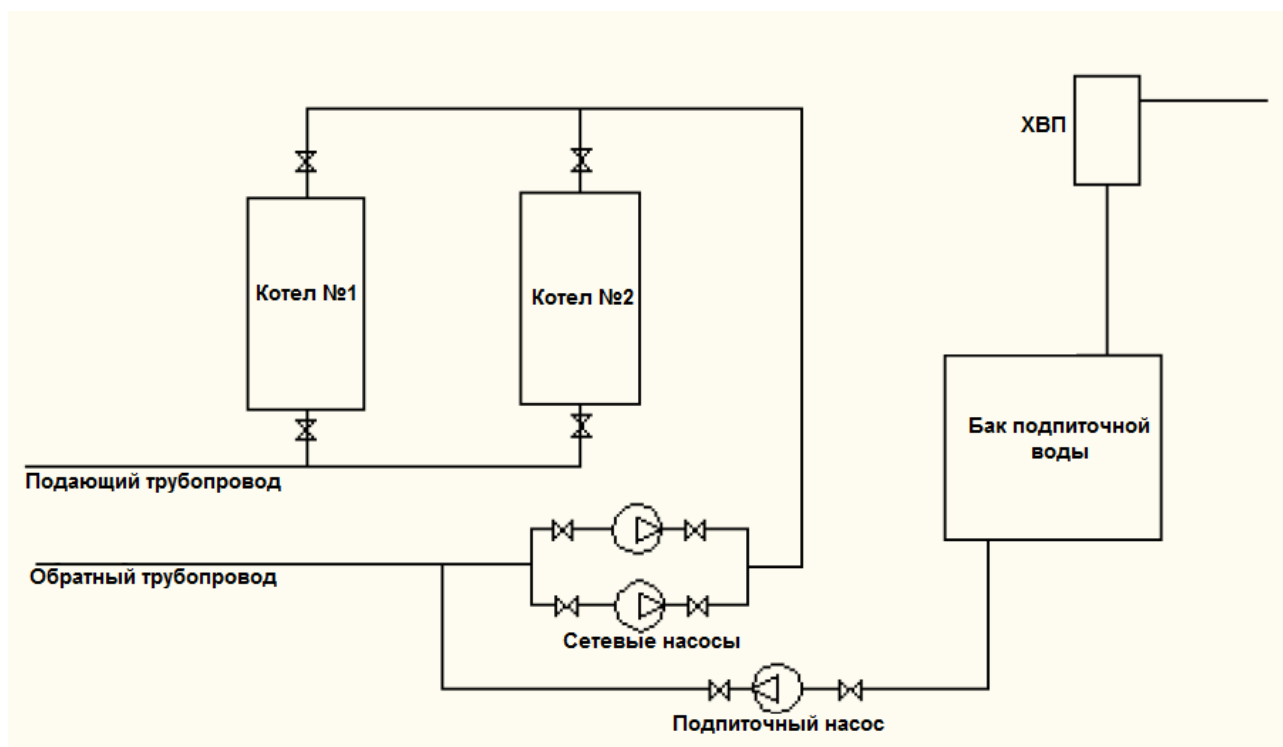 ХВП
Котел №1
Котел №2
Бак подпиточной
воды
Подающий трубопровод
Обратный трубопровод
Сетевые насосы
Подпиточный насос